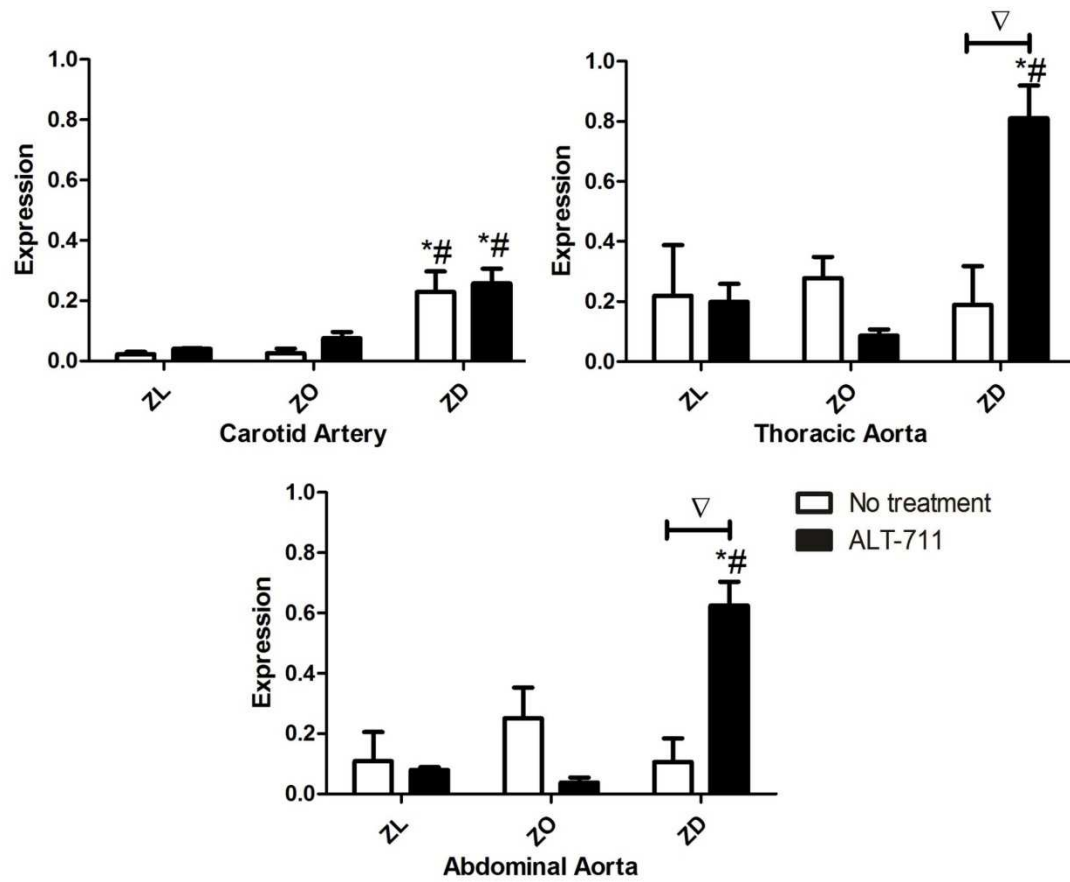 Expression
1.0
0.8
0.6
0.4
0.2
0.0
*#
*#
ZL
ZO
ZD
Carotid Artery
Expression
1.0
0.8
0.6
0.4
0.2
0.0
∇
*#
ZL
ZO
ZD
Thoracic Aorta
Expression
1.0
0.8
0.6
0.4
0.2
0.0
∇
*#
ZL
ZO
ZD
Abdominal Aorta
No treatment
ALT-711